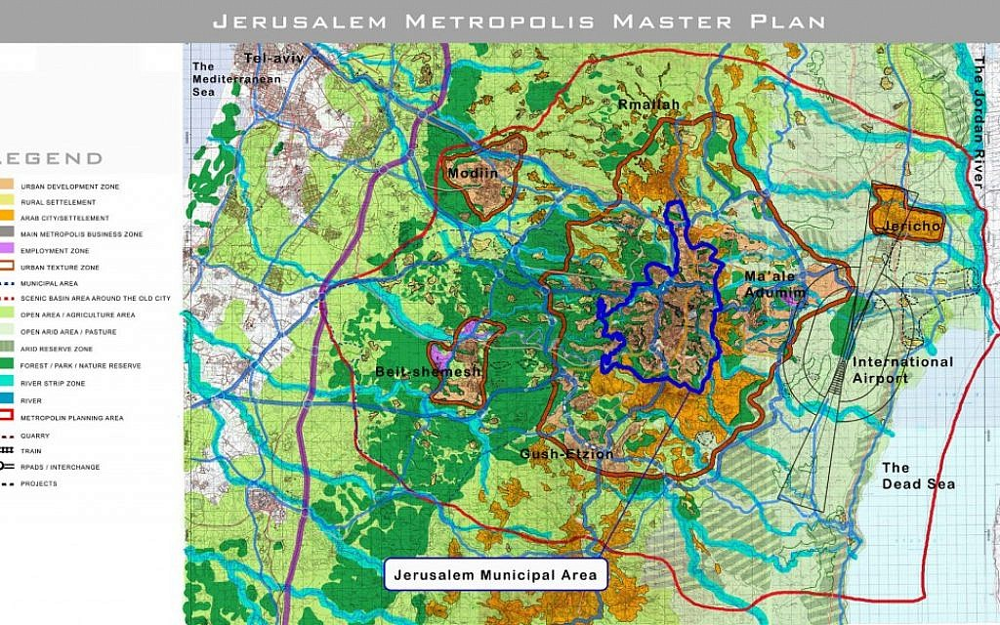 JERUSALEM METROPOLIS MASTER PLAN
Tel-aviv
The
Mediterranean
Sea
The Jordan River
Rmallah
Modiin
Jericho
Ma'ale
Adumim
International
Airport
Beit-shemesh
Gush-Etzion
The
Dead Sea
Jerusalem Municipal Area
LEGEND
URBAN DEVELOPMENT ZONE
RURAL SETTELEMENT
ARAB CITY/SETTELEMENT
MAIN METROPOLIS BUSINESS ZONE
EMPLOYMENT ZONE
URBAN TEXTURE ZONE
MUNICIPAL AREA
SCENIC BASIN AREA AROUND THE OLD CITY
OPEN AREA / AGRICULTURE AREA
OPEN ARID AREA / PASTURE
ARID RESERVE ZONE
FOREST / PARK / NATURE RESERVE
RIVER STRIP ZONE
RIVER
METROPOLIN PLANNING AREA
QUARRY
TRAIN
RPADS / INTERCHANGE
PROJECTS